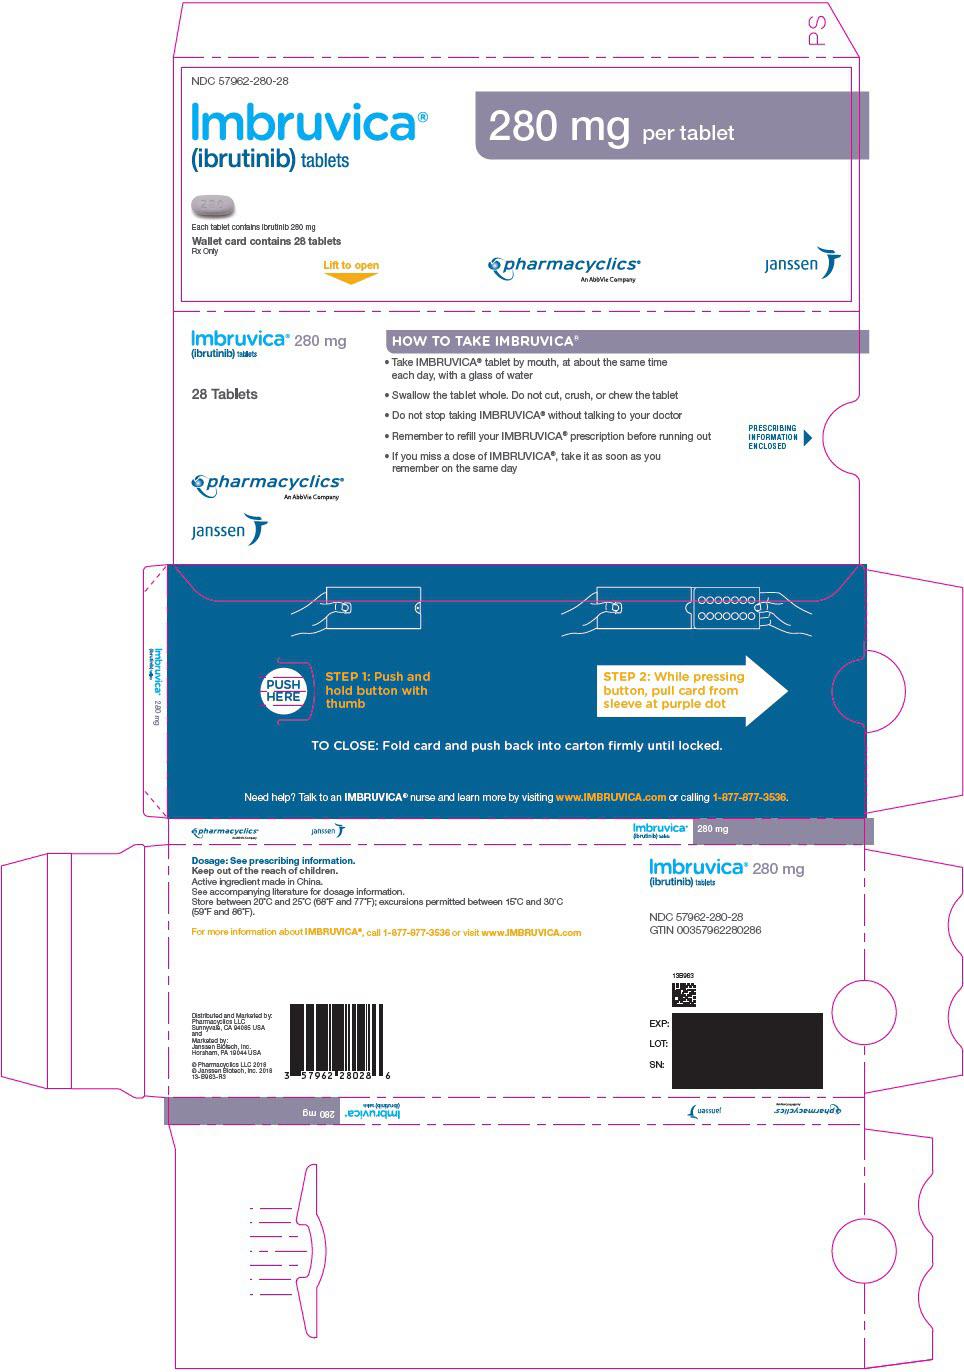 PS
NDC 57962-280-28
Imbruvica®
(ibrutinib) tablets
280 mg per tablet
280
Each tablet contains ibrutinib 280 mg
Wallet card contains 28 tablets
Rx Only
Lift to open
pharmacyclics®
An AbbVie Company
janssen
Imbruvica® 280 mg
(ibrutinib) tablets
28 Tablets
pharmacyclics®
An AbbVie Company
janssen
HOW TO TAKE IMBRUVICA®
• Take IMBRUVICA® tablet by mouth, at about the same time
each day, with a glass of water
• Swallow the tablet whole. Do not cut, crush, or chew the tablet
• Do not stop taking IMBRUVICA® without talking to your doctor
• Remember to refill your IMBRUVICA® prescription before running out
• If you miss a dose of IMBRUVICA®, take it as soon as you
remember on the same day
PRESCRIBING
INFORMATION
ENCLOSED
Imbruvica® 280 mg
(ibrutinib) tablets
PUSH
HERE
STEP 1: Push and
hold button with
thumb
STEP 2: While pressing
button, pull card from
sleeve at purple dot
TO CLOSE: Fold card and push back into carton firmly until locked.
Need help? Talk to an IMBRUVICA® nurse and learn more by visiting www.IMBRUVICA.com or calling 1-877-877-3536.
pharmacyclics®
An AbbVie Company
janssen
Imbruvica®
(ibrutinib) tablets
280 mg
Dosage: See prescribing information.
Keep out of the reach of children.
Active ingredient made in China.
See accompanying literature for dosage information.
Store between 20°C and 25°C (68°F and 77°F); excursions permitted between 15°C and 30°C
(59°F and 86°F).
For more information about IMBRUVICA®, call 1-877-877-3536 or visit www.IMBRUVICA.com
Imbruvica® 280 mg
(ibrutinib) tablets
NDC 57962-280-28
GTIN 00357962280286
13B963
EXP:
LOT:
SN:
Distributed and Marketed by:
Pharmacyclics LLC
Sunnyvale, CA 94085 USA
and
Marketed by:
Janssen Biotech, Inc.
Horsham, PA 19044 USA
© Pharmacyclics LLC 2018
© Janssen Biotech, Inc. 2018
13-B963-R3
3 57962 28028 6
280 mg
Imbruvica®
(ibrutinib) tablets
janssen
pharmacyclics®
An AbbVie Company